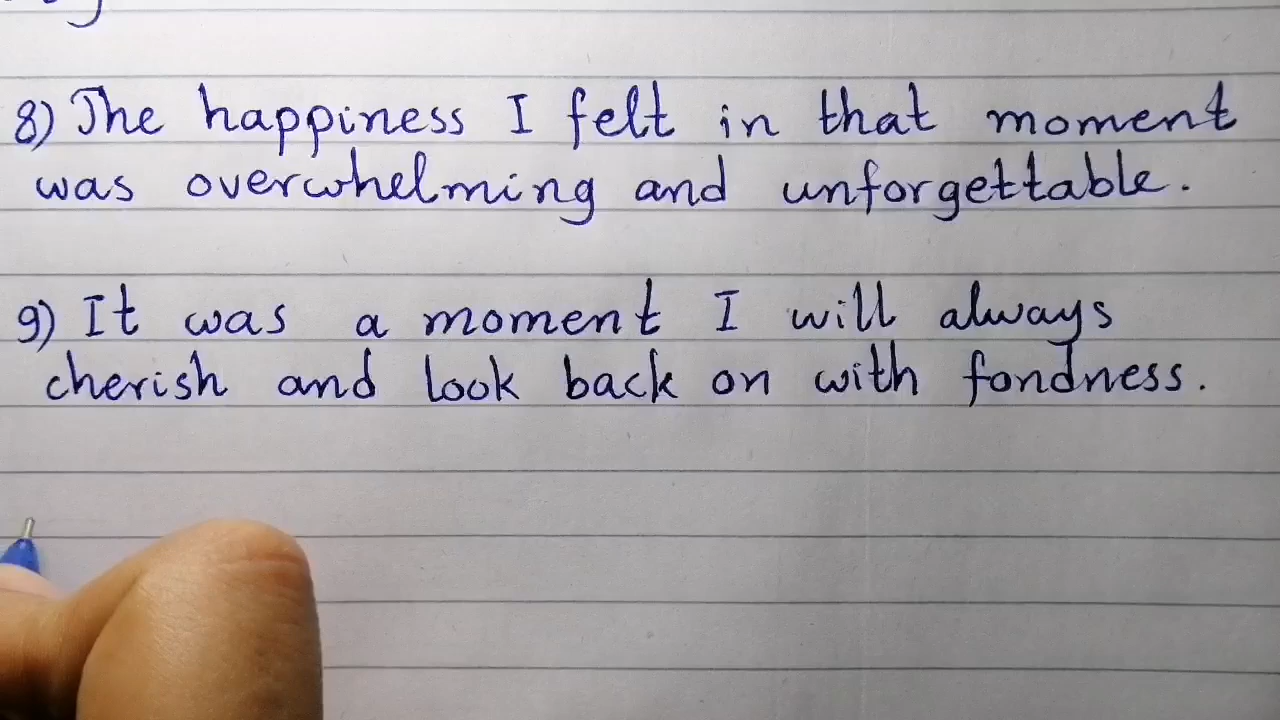 8) The happiness I felt in that moment
was overwhelming and unforgettable.
9) It was a moment I will always
cherish and look back on with fondness.